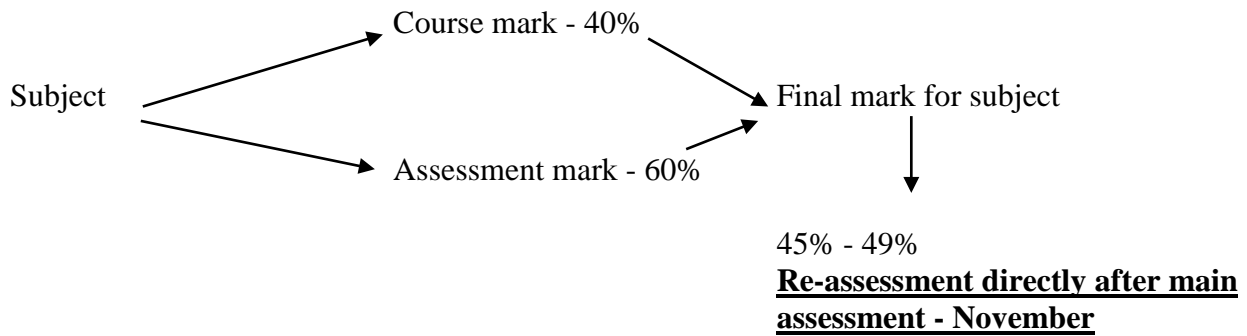 Course mark - 40%
Subject
Final mark for subject
Assessment mark - 60%
45% - 49%
Re-assessment directly after main
assessment - November